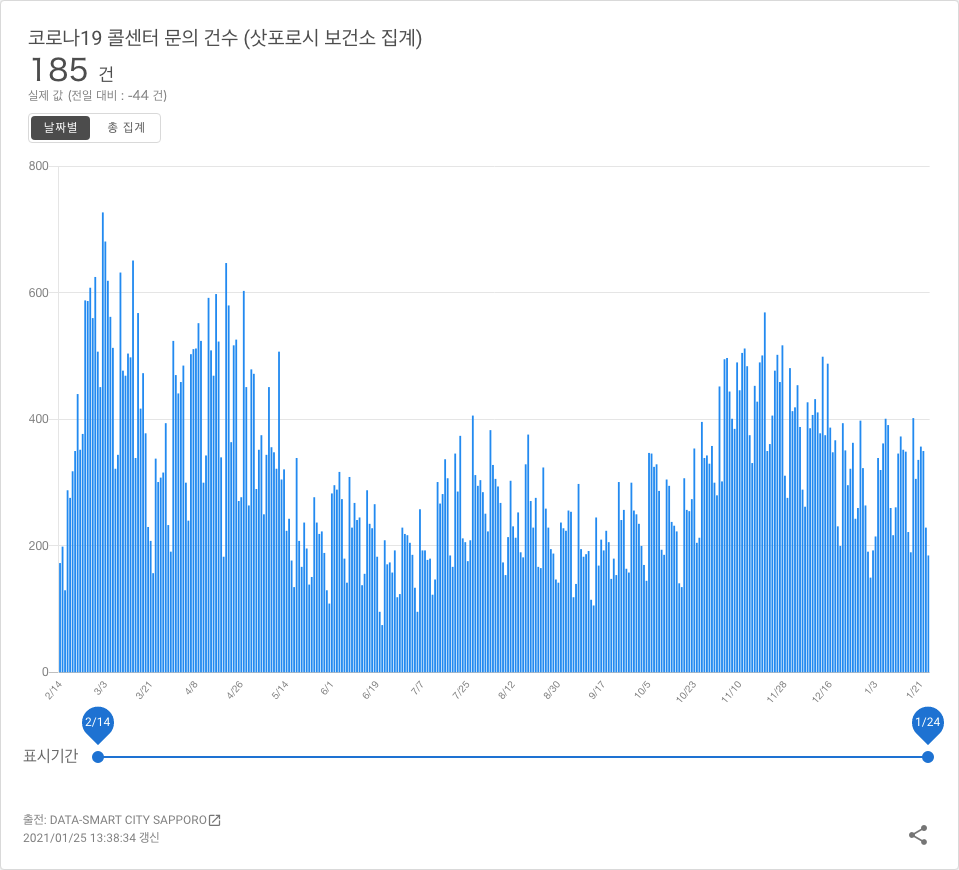 코로나19 콜센터 문의 건수 (삿포로시 보건소 집계)
185 건
실제 값 (전일 대비 : -44 건)
날짜별 총 집계
800
600
400
200
0
2/14 3/3 3/21 4/8 4/26 5/14 6/1 6/19 7/7 7/25 8/12 8/30 9/17 10/5 10/23 11/10 11/28 12/16 1/3 1/21
2/14 1/24
표시기간
출전: DATA-SMART CITY SAPPORO
2021/01/25 13:38:34 갱신